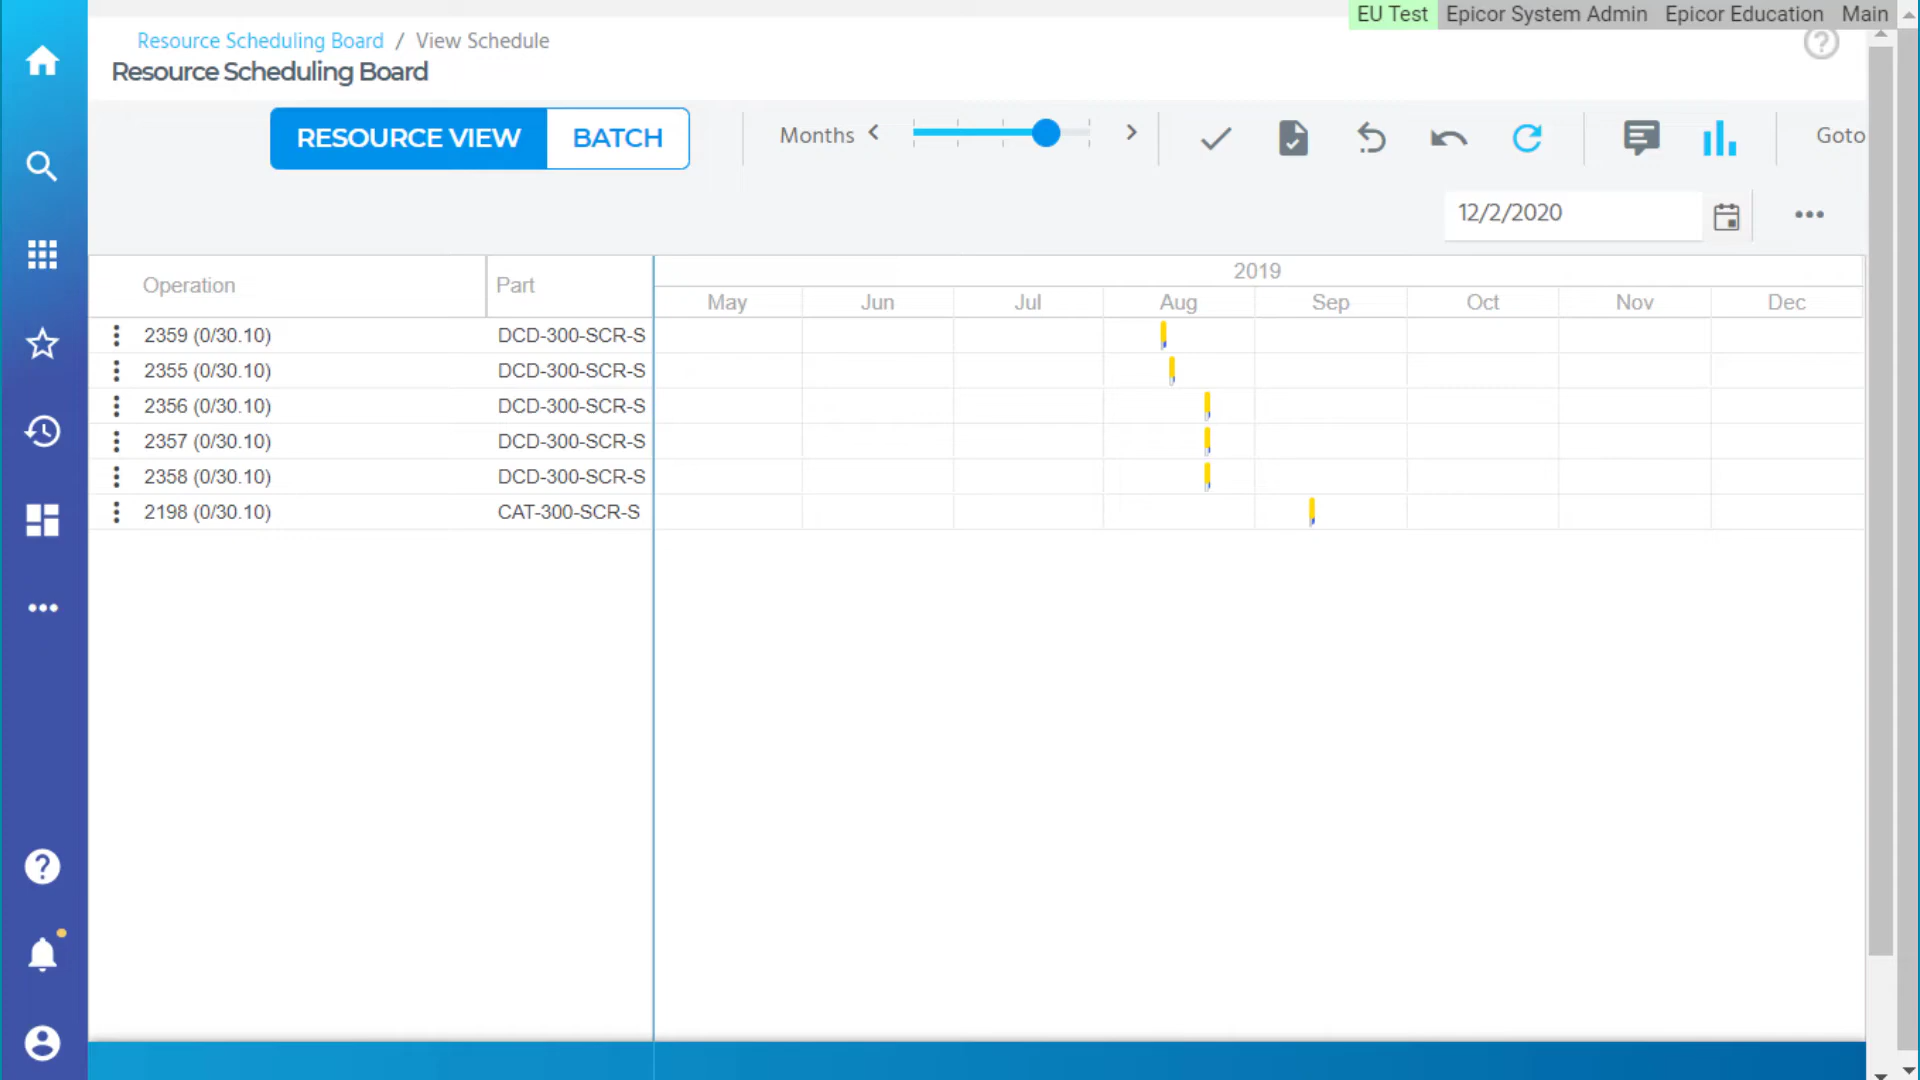 EU Test Epicor System Admin Epicor Education Main
Resource Scheduling Board / View Schedule
Resource Scheduling Board
RESOURCE VIEW BATCH Months Goto
12/2/2020
Operation Part 2019
May Jun Jul Aug Sep Oct Nov Dec
2359 (0/30.10) DCD-300-SCR-S
2355 (0/30.10) DCD-300-SCR-S
2356 (0/30.10) DCD-300-SCR-S
2357 (0/30.10) DCD-300-SCR-S
2358 (0/30.10) DCD-300-SCR-S
2198 (0/30.10) CAT-300-SCR-S